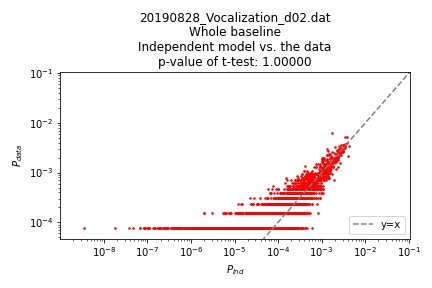 20190828_Vocalization_d02.dat
Whole baseline
Independent model vs. the data
p-value of t-test: 1.00000
10⁻¹
10⁻²
10⁻³
10⁻⁴
P_data
y=x
10⁻⁸ 10⁻⁷ 10⁻⁶ 10⁻⁵ 10⁻⁴ 10⁻³ 10⁻² 10⁻¹
P_ind